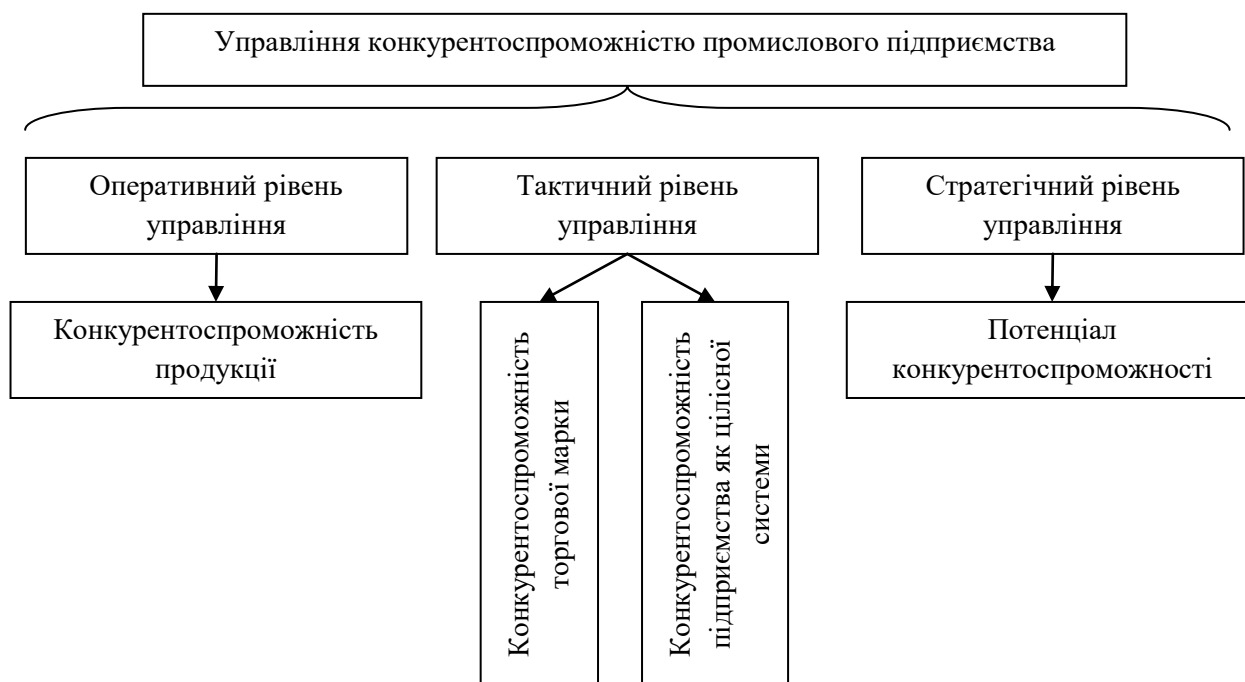 Управління конкурентоспроможністю промислового підприємства
Оперативний рівень
управління
Тактичний рівень
управління
Стратегічний рівень
управління
Конкурентоспроможність
продукції
Конкурентоспроможність
торгової марки
Конкурентоспроможність
підприємства як цілісної
системи
Потенціал
конкурентоспроможності